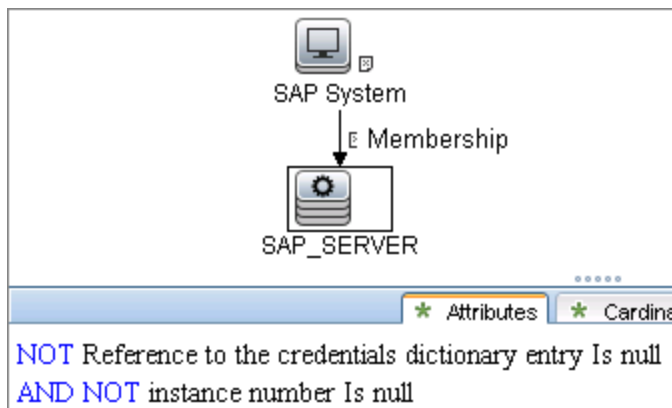 SAP System
Membership
SAP_SERVER
Attributes
Cardina
NOT Reference to the credentials dictionary entry Is null
AND NOT instance number Is null